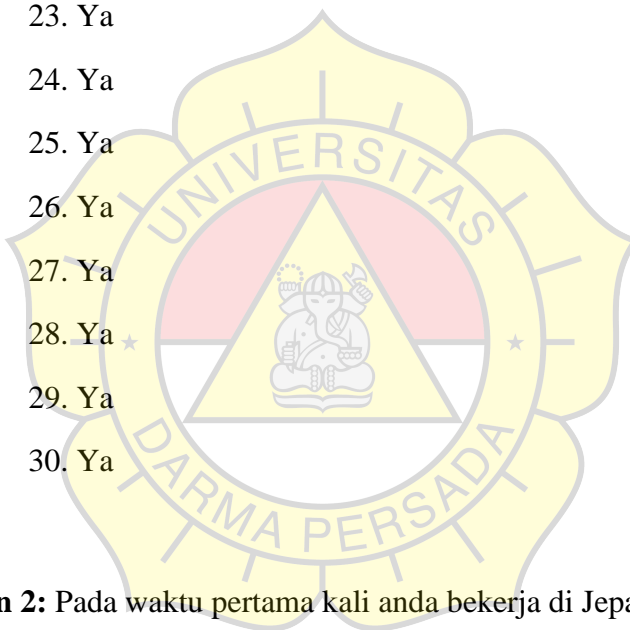 23. Ya
24. Ya
25. Ya
UNIVERSITAS
26. Ya
27. Ya
28. Ya
29. Ya
30. Ya
DARMA PERSADA
n 2: Pada waktu pertama kali anda bekerja di Jepa